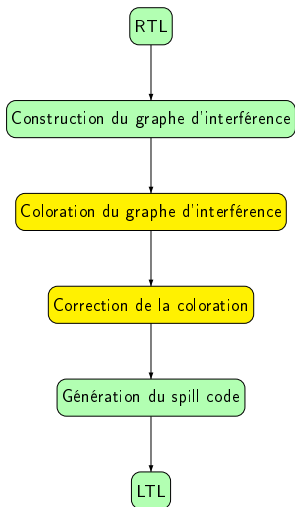 RTL
Construction du graphe d'interférence
Coloration du graphe d'interférence
Correction de la coloration
Génération du spill code
LTL